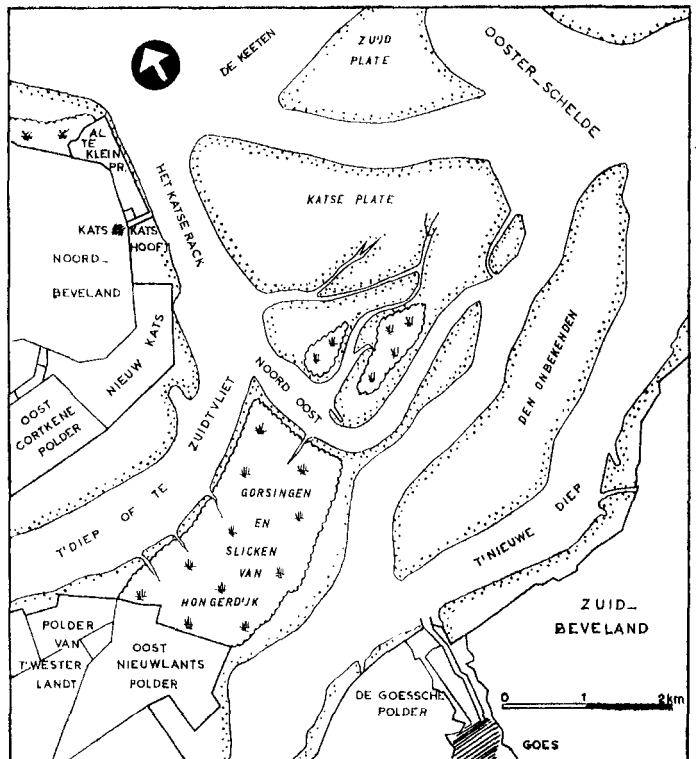 DE KEETEN
ZUID
PLATE
OOSTER_SCHELDE
AL
TE
KLEIN
PR.
HET KATSE RACK
KATSE PLATE
KATS
KATS
HOOFT
NOORD_
BEVELAND
NIEUW KATS
OOST
CORTKENE
POLDER
NOORD OOST
ZUIDTVLIET
DEN ONBEKENDEN
T'DIEP OF TE
GORSINGEN
EN
SLICKEN
VAN
HONGERDIJK
T'NIEUWE DIEP
POLDER
VAN
T'WESTER
LANDT
OOST
NIEUWLANTS
POLDER
ZUID_
BEVELAND
DE GOESSCHE
POLDER
0 1 2km
GOES